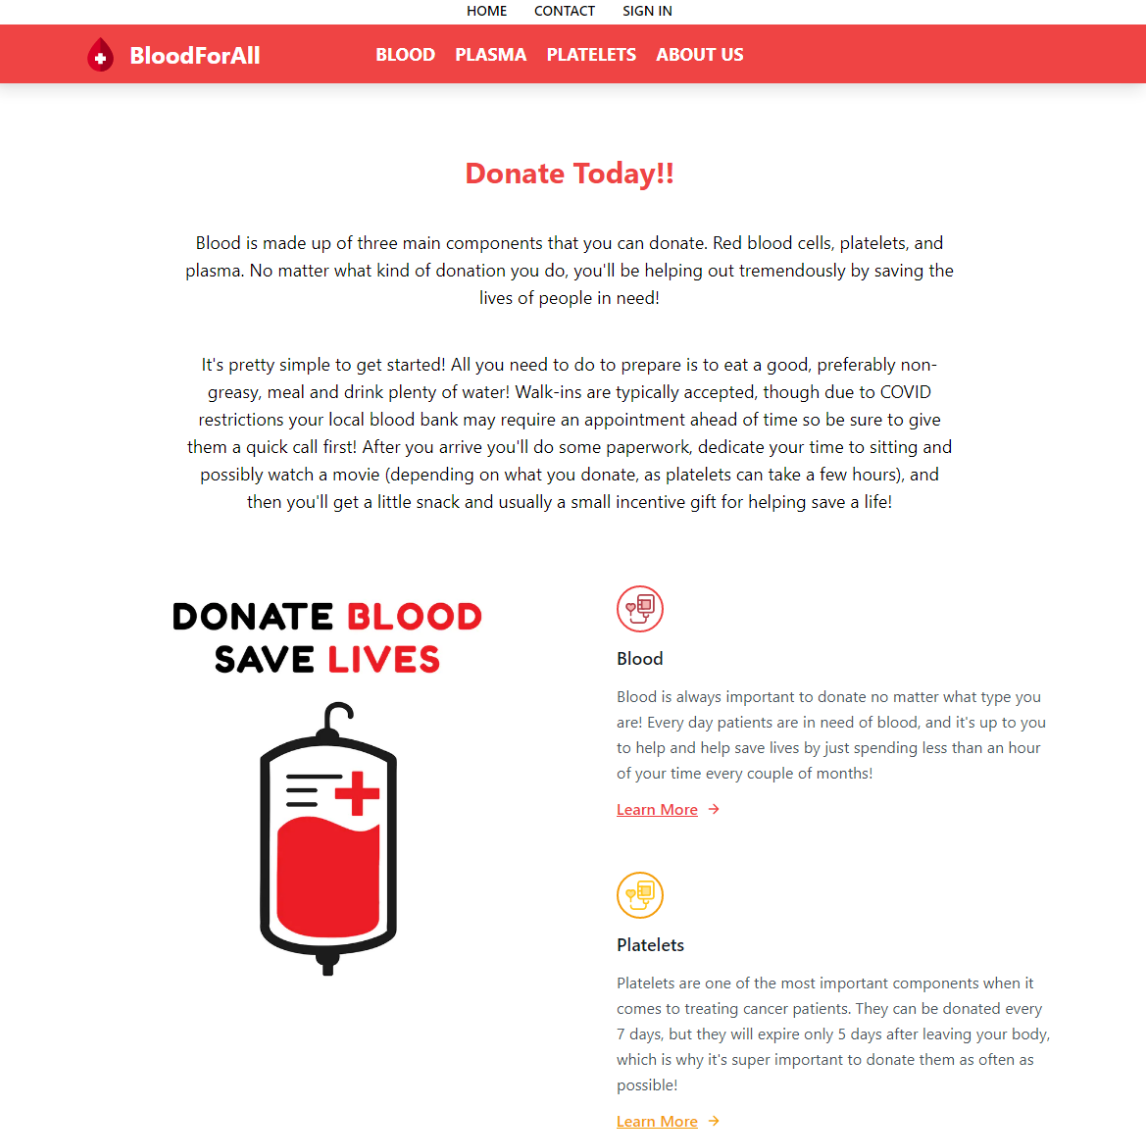 HOME CONTACT SIGN IN
BloodForAll BLOOD PLASMA PLATELETS ABOUT US
Donate Today!!
Blood is made up of three main components that you can donate. Red blood cells, platelets, and
plasma. No matter what kind of donation you do, you'll be helping out tremendously by saving the
lives of people in need!
It's pretty simple to get started! All you need to do to prepare is to eat a good, preferably non-
greasy, meal and drink plenty of water! Walk-ins are typically accepted, though due to COVID
restrictions your local blood bank may require an appointment ahead of time so be sure to give
them a quick call first! After you arrive you'll do some paperwork, dedicate your time to sitting and
possibly watch a movie (depending on what you donate, as platelets can take a few hours), and
then you'll get a little snack and usually a small incentive gift for helping save a life!
DONATE BLOOD
SAVE LIVES
Blood
Blood is always important to donate no matter what type you
are! Every day patients are in need of blood, and it's up to you
to help and help save lives by just spending less than an hour
of your time every couple of months!
Learn More →
Platelets
Platelets are one of the most important components when it
comes to treating cancer patients. They can be donated every
7 days, but they will expire only 5 days after leaving your body,
which is why it's super important to donate them as often as
possible!
Learn More →